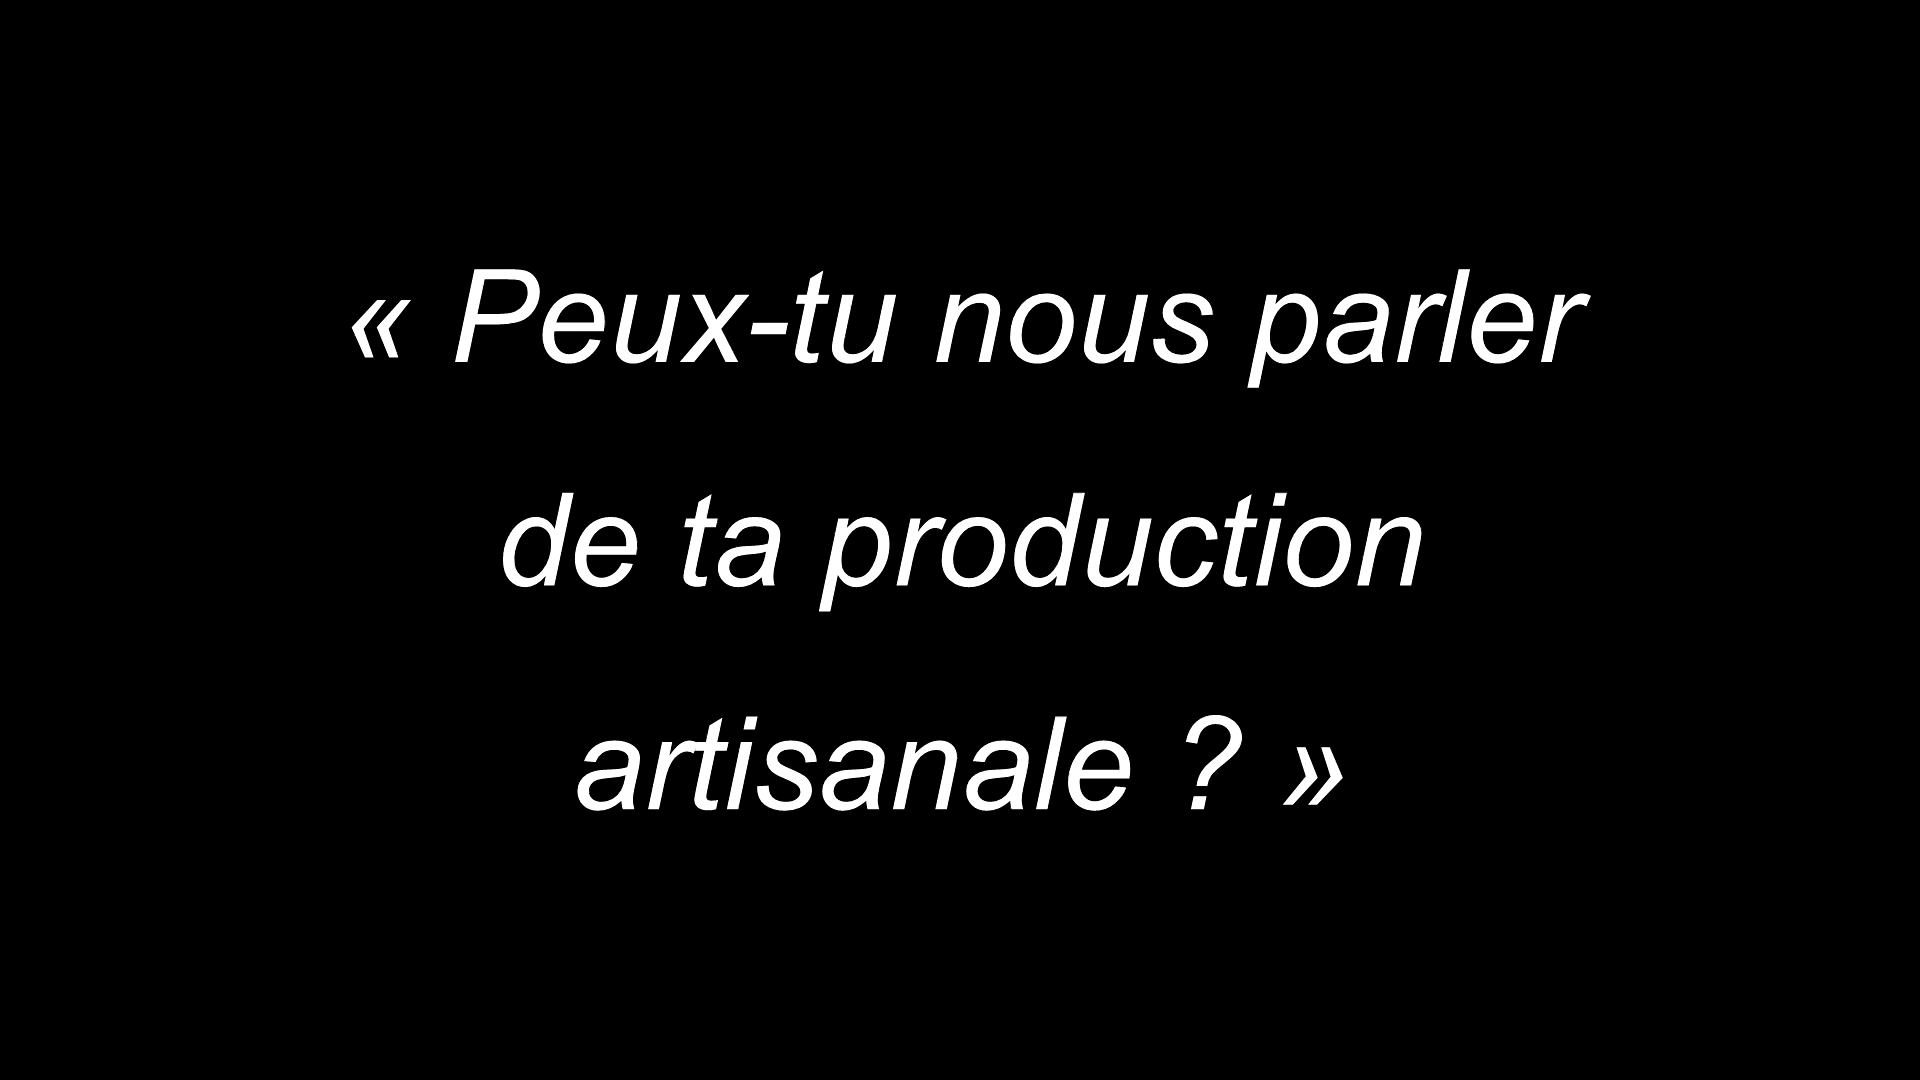 « Peux-tu nous parler
de ta production
artisanale ? »